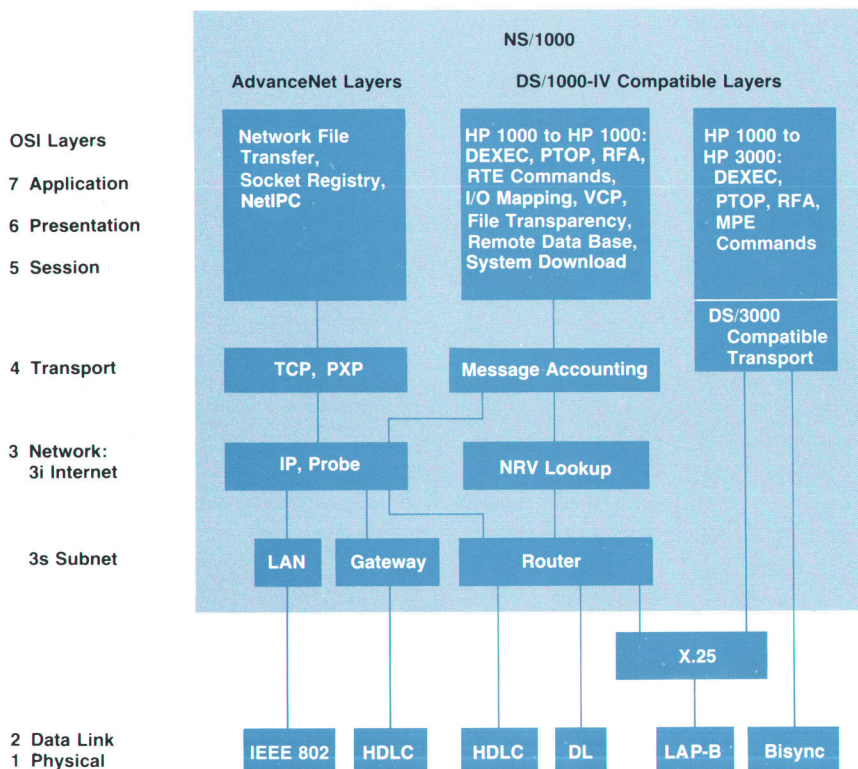 NS/1000
AdvanceNet Layers
DS/1000-IV Compatible Layers
OSI Layers
7 Application
6 Presentation
5 Session
Network File
Transfer,
Socket Registry,
NetIPC
HP 1000 to HP 1000:
DEXEC, PTOP, RFA,
RTE Commands,
I/O Mapping, VCP,
File Transparency,
Remote Data Base,
System Download
HP 1000 to
HP 3000:
DEXEC,
PTOP, RFA,
MPE
Commands
DS/3000
Compatible
Transport
4 Transport
TCP, PXP
Message Accounting
3 Network:
3i Internet
IP, Probe
NRV Lookup
3s Subnet
LAN
Gateway
Router
X.25
2 Data Link
1 Physical
IEEE 802
HDLC
HDLC
DL
LAP-B
Bisync